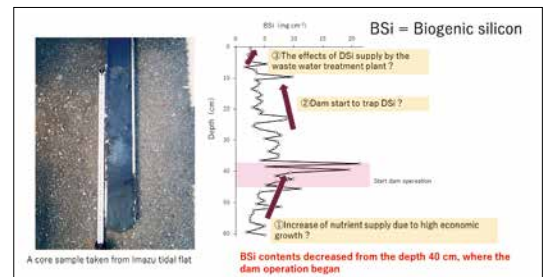 BSi = Biogenic silicon
BSi (mg cm⁻³)
0 5 10 15 20 25
0
10
20
30
40
50
60
Depth (cm)
③The effects of DSi supply by the
waste water treatment plant ?
②Dam start to trap DSi ?
Start dam opereation
①Increase of nutrient supply due to high economic
growth ?
A core sample taken from Imazu tidal flat
BSi contents decreased from the depth 40 cm, where the
dam operation began